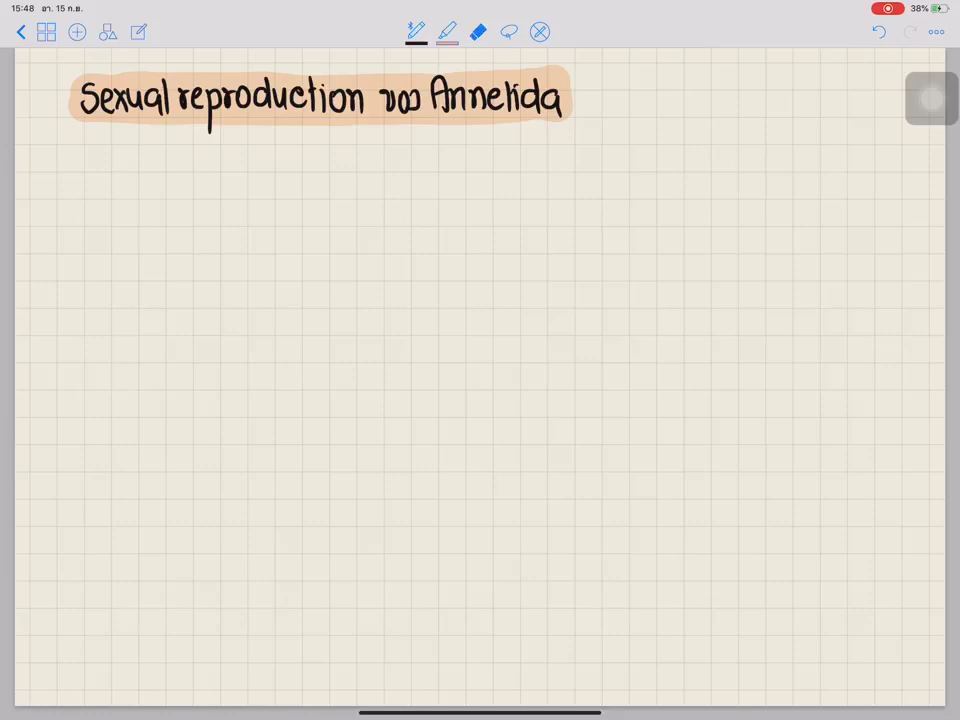 15:48 อา. 15 ก.ย. 38%
Sexual reproduction ของ Annelida